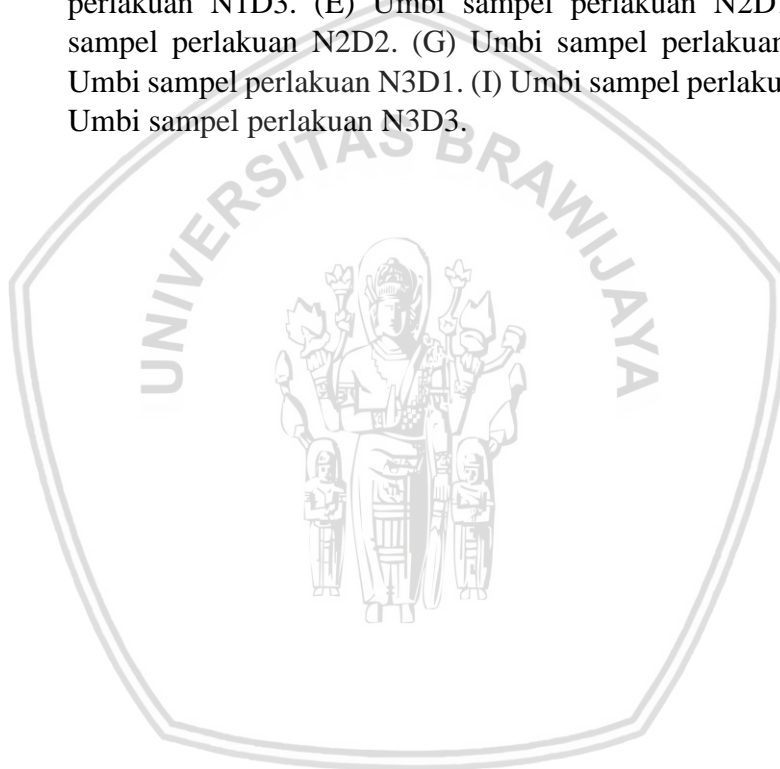 perlakuan N1D3. (E) Umbi sampel perlakuan N2D1
sampel perlakuan N2D2. (G) Umbi sampel perlakuan
Umbi sampel perlakuan N3D1. (I) Umbi sampel
Umbi sampel perlakuan N3D3.
UNIVERSITAS BRAWIJAYA